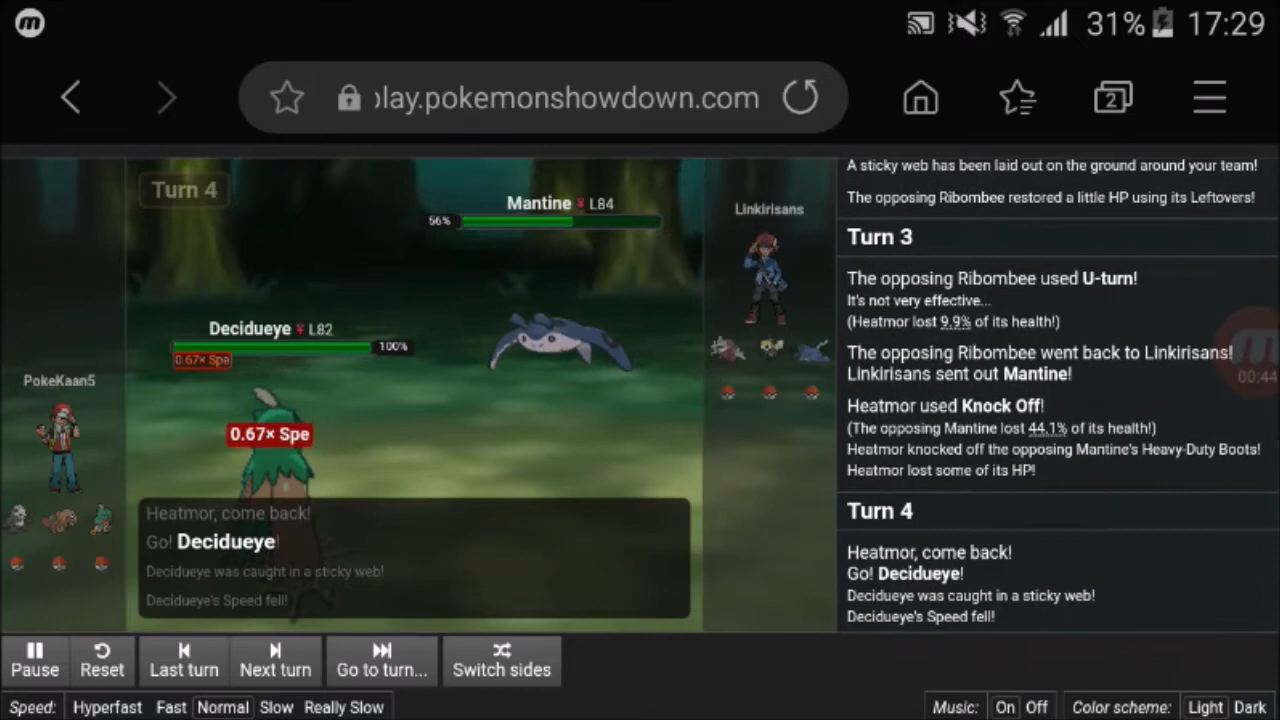 m
31% 17:29
play.pokemonshowdown.com
2
Turn 4
Mantine L84
56%
Decidueye L82
100%
0.67× Spe
0.67× Spe
Linkirisans
PokeKaan5
Heatmor, come back!
Go! Decidueye!
Decidueye was caught in a sticky web!
Decidueye's Speed fell!
A sticky web has been laid out on the ground around your team!
The opposing Ribombee restored a little HP using its Leftovers!
Turn 3
The opposing Ribombee used U-turn!
It's not very effective...
(Heatmor lost 9.9% of its health!)
The opposing Ribombee went back to Linkirisans!
Linkirisans sent out Mantine!
Heatmor used Knock Off!
(The opposing Mantine lost 44.1% of its health!)
Heatmor knocked off the opposing Mantine's Heavy-Duty Boots!
Heatmor lost some of its HP!
Turn 4
Heatmor, come back!
Go! Decidueye!
Decidueye was caught in a sticky web!
Decidueye's Speed fell!
00:44
Pause Reset Last turn Next turn Go to turn... Switch sides
Speed: Hyperfast Fast Normal Slow Really Slow Music: On Off Color scheme: Light Dark